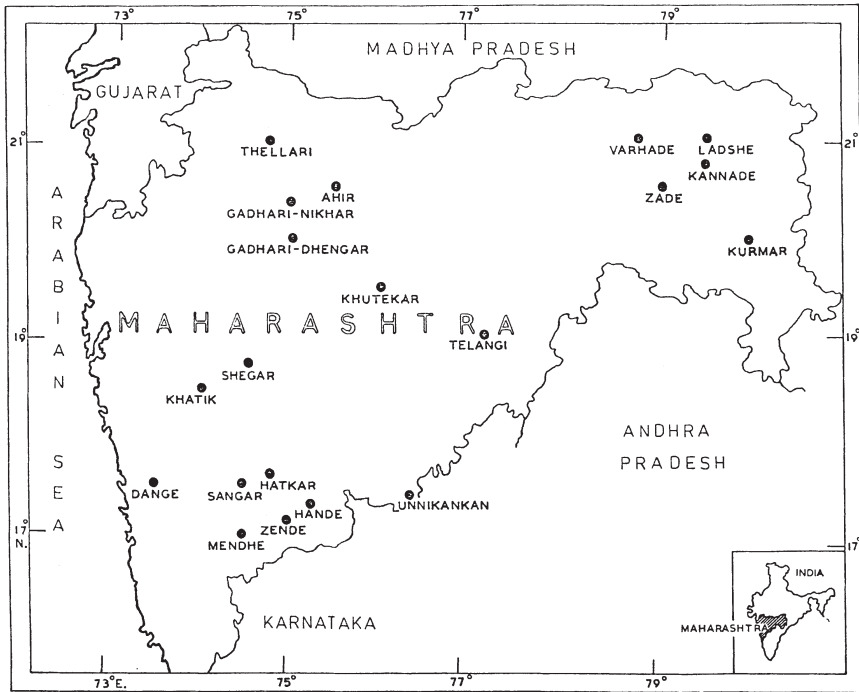 73° 75° 77° 79°
MADHYA PRADESH
GUJARAT
21° 21°
THELLARI
VARHADE
LADSHE
KANNADE
AHIR
ZADE
GADHARI-NIKHAR
GADHARI-DHENGAR
KURMAR
KHUTEKAR
MAHARASHTRA
19° 19°
TELANGI
SHEGAR
KHATIK
ARABIAN SEA
ANDHRA
PRADESH
HATKAR
DANGE
SANGAR
HANDE
UNNIKANKAN
ZENDE
MENDHE
17°
N.
17°
INDIA
MAHARASHTRA
KARNATAKA
73°E. 75° 77° 79°